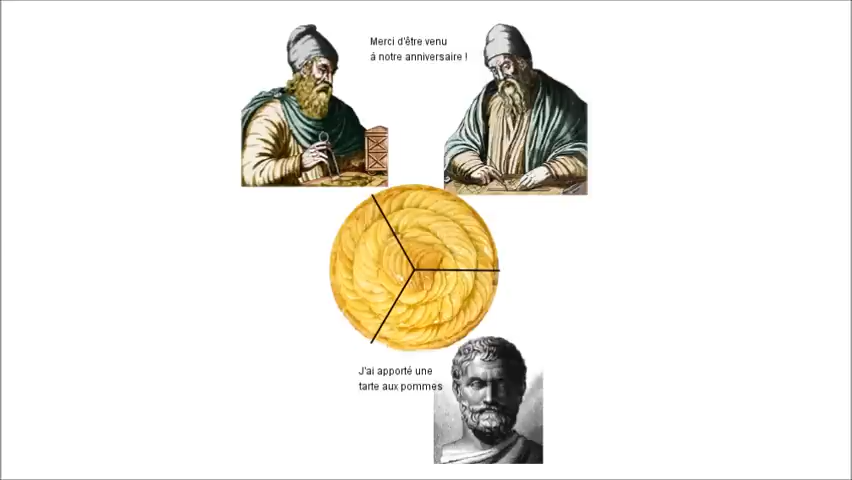 Merci d'être venu
á notre anniversaire !
J'ai apporté une
tarte aux pommes